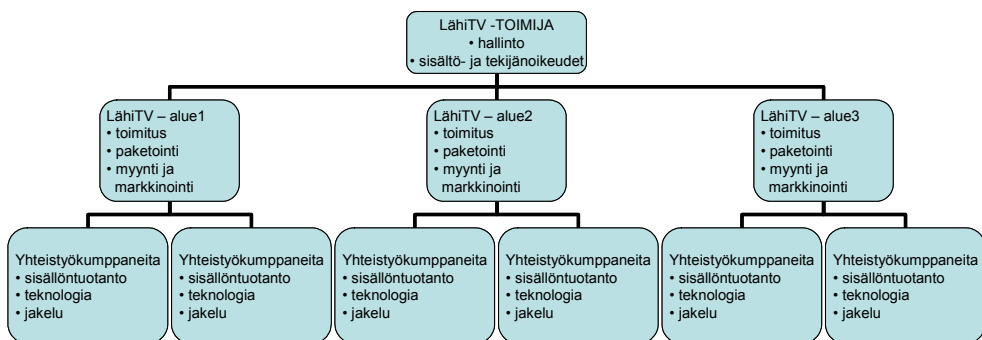 LähiTV -TOIMIJA
• hallinto
• sisältö- ja tekijänoikeudet
LähiTV – alue1
• toimitus
• paketointi
• myynti ja
markkinointi
LähiTV – alue2
• toimitus
• paketointi
• myynti ja
markkinointi
LähiTV – alue3
• toimitus
• paketointi
• myynti ja
markkinointi
Yhteistyökumppaneita
• sisällöntuotanto
• teknologia
• jakelu
Yhteistyökumppaneita
• sisällöntuotanto
• teknologia
• jakelu
Yhteistyökumppaneita
• sisällöntuotanto
• teknologia
• jakelu
Yhteistyökumppaneita
• sisällöntuotanto
• teknologia
• jakelu
Yhteistyökumppaneita
• sisällöntuotanto
• teknologia
• jakelu
Yhteistyökumppaneita
• sisällöntuotanto
• teknologia
• jakelu